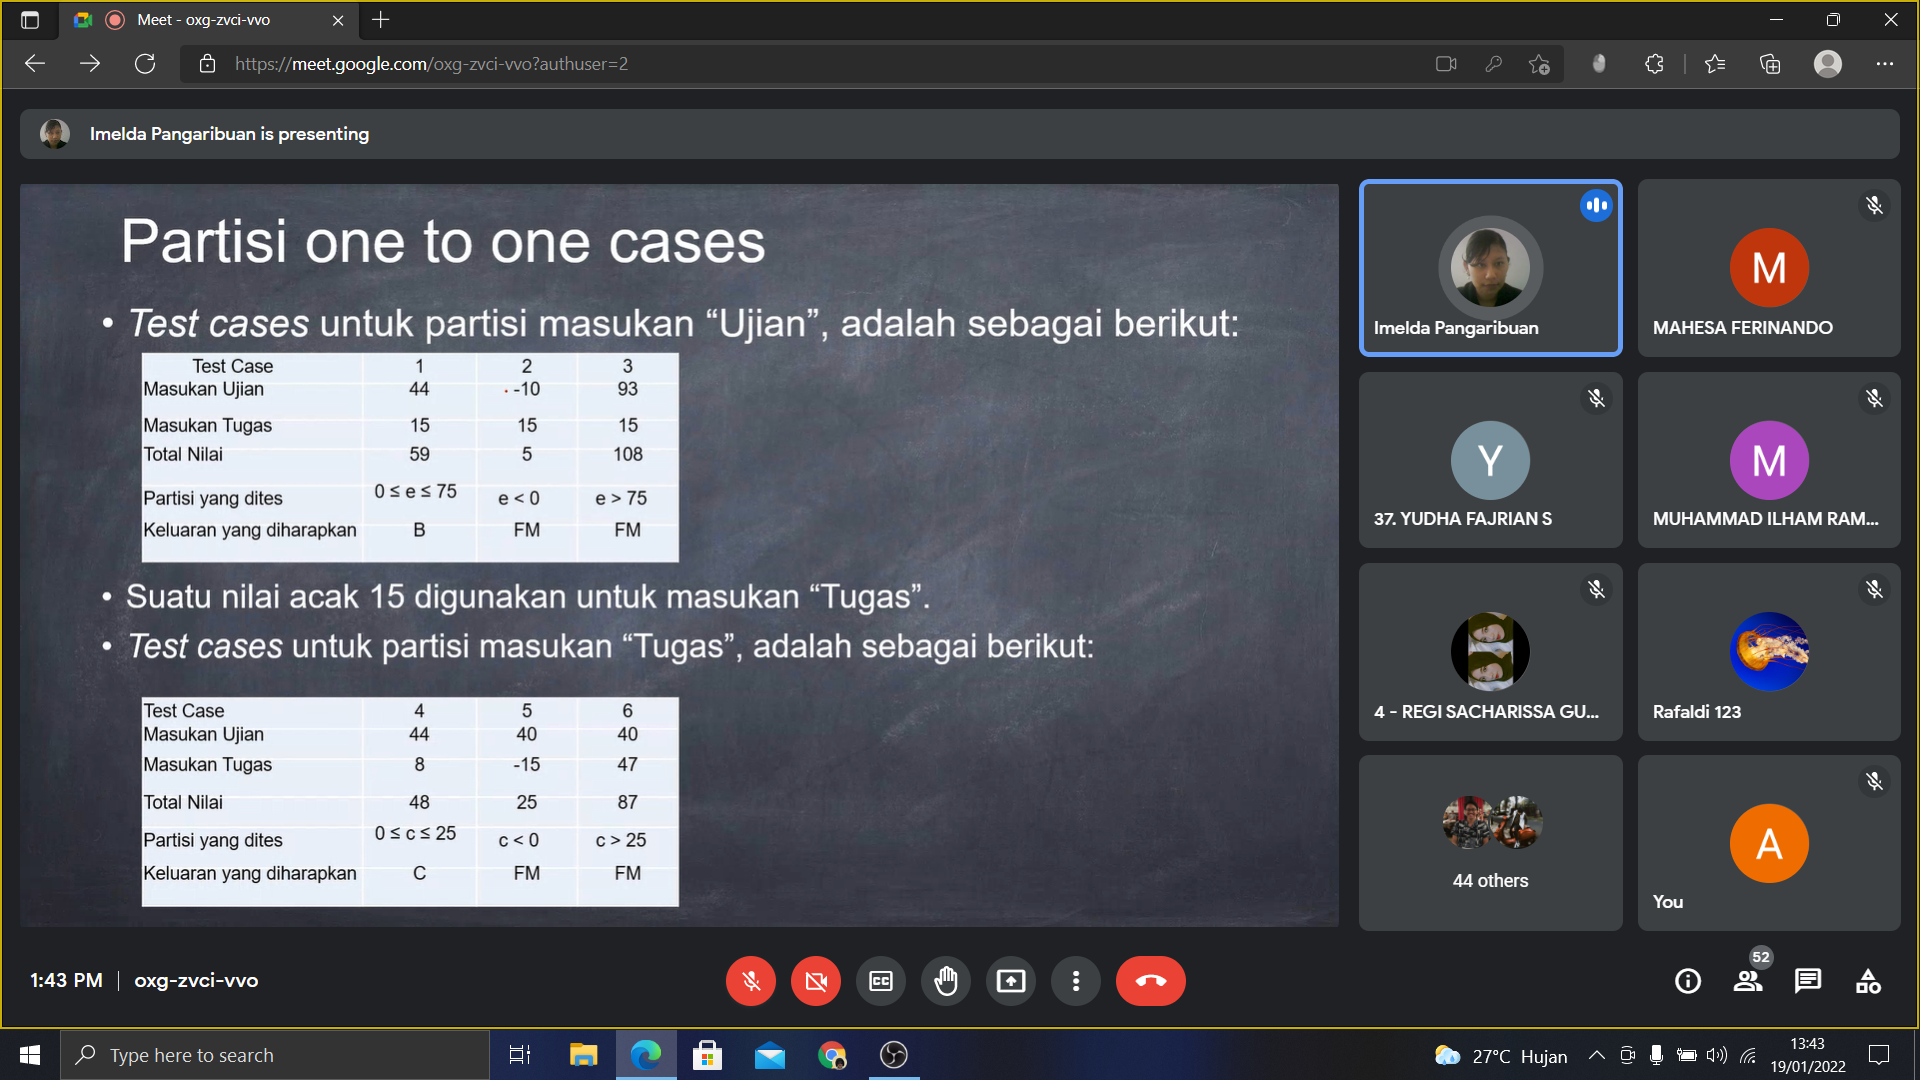 Meet - oxg-zvci-vvo
https://meet.google.com/oxg-zvci-vvo?authuser=2
Imelda Pangaribuan is presenting
Partisi one to one cases
• Test cases untuk partisi masukan “Ujian”, adalah sebagai berikut:
Test Case 1 2 3
Masukan Ujian 44 -10 93
Masukan Tugas 15 15 15
Total Nilai 59 5 108
Partisi yang dites 0 ≤ e ≤ 75 e < 0 e > 75
Keluaran yang diharapkan B FM FM
• Suatu nilai acak 15 digunakan untuk masukan “Tugas”.
• Test cases untuk partisi masukan “Tugas”, adalah sebagai berikut:
Test Case 4 5 6
Masukan Ujian 44 40 40
Masukan Tugas 8 -15 47
Total Nilai 48 25 87
Partisi yang dites 0 ≤ c ≤ 25 c < 0 c > 25
Keluaran yang diharapkan C FM FM
Imelda Pangaribuan
M
MAHESA FERINANDO
Y
37. YUDHA FAJRIAN S
M
MUHAMMAD ILHAM RAM...
4 - REGI SACHARISSA GU...
Rafaldi 123
44 others
A
You
1:43 PM | oxg-zvci-vvo
CC
52
Type here to search
27°C Hujan
13:43
19/01/2022